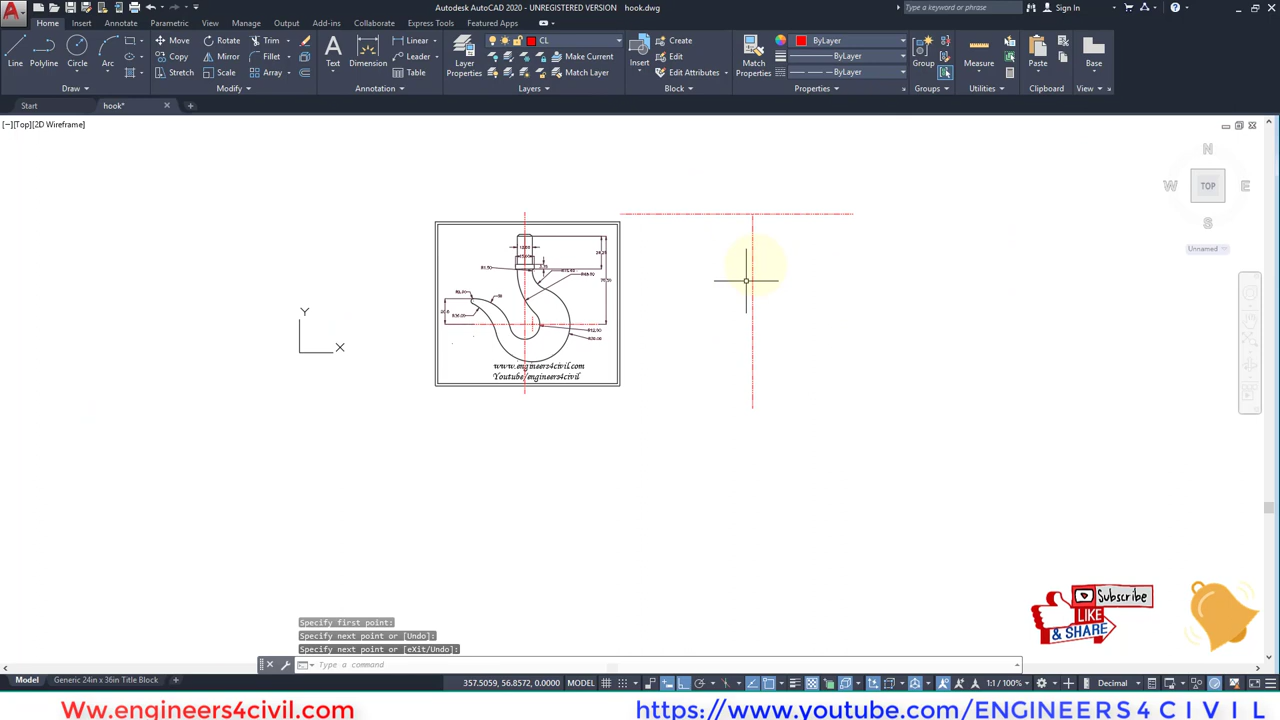 Autodesk AutoCAD 2020 - UNREGISTERED VERSION hook.dwg
Type a keyword or phrase
Sign In
Home Insert Annotate Parametric View Manage Output Add-ins Collaborate Express Tools Featured Apps
Line Polyline Circle Arc
Move Rotate Trim
Copy Mirror Fillet
Stretch Scale Array
Text Dimension
Linear
Leader
Table
Layer Properties
CL
Make Current
Match Layer
Insert
Create
Edit
Edit Attributes
Match Properties
ByLayer
ByLayer
ByLayer
Group
Measure
Paste
Base
Draw Modify Annotation Layers Block Properties Groups Utilities Clipboard View
Start hook*
[−][Top][2D Wireframe]
N
W TOP E
S
Unnamed
Y
X
www.engineers4civil.com
Youtube/engineers4civil
Subscribe
LIKE
& SHARE
Specify first point:
Specify next point or [Undo]:
Specify next point or [eXit/Undo]:
Type a command
Model Generic 24in x 36in Title Block +
357.5059, 56.8572, 0.0000 MODEL 1:1 / 100% Decimal
Ww.engineers4civil.com
https://www.youtube.com/ENGINEERS4CIVIL